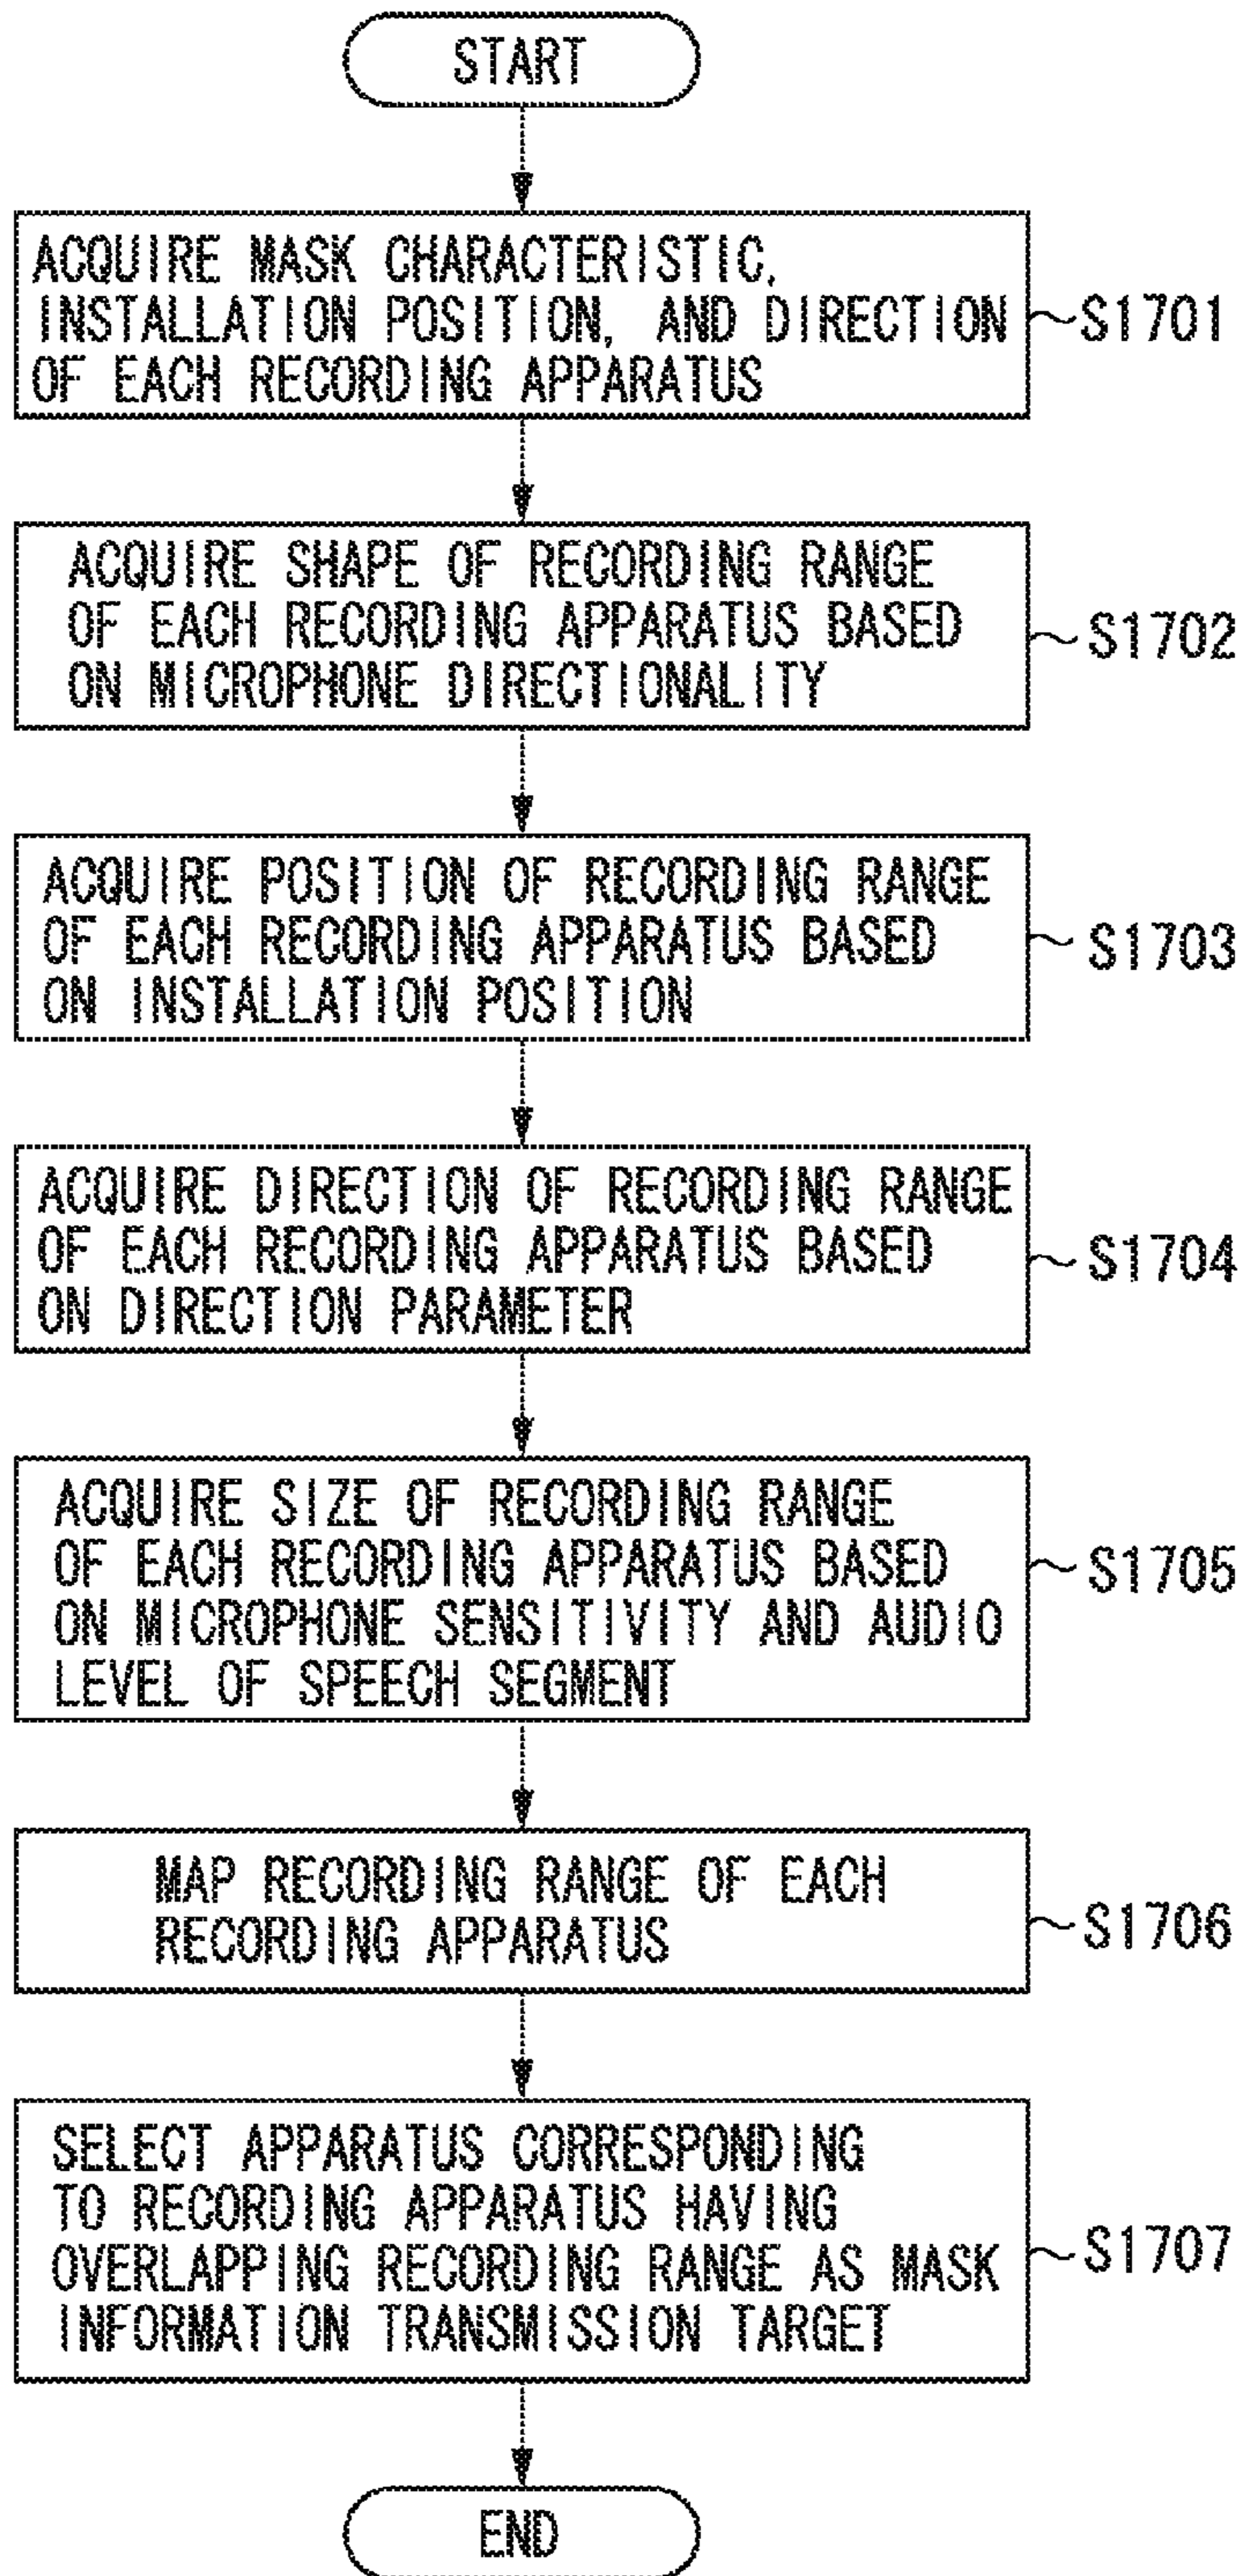 START
ACQUIRE MASK CHARACTERISTIC,
INSTALLATION POSITION, AND DIRECTION
OF EACH RECORDING APPARATUS
S1701
ACQUIRE SHAPE OF RECORDING RANGE
OF EACH RECORDING APPARATUS BASED
ON MICROPHONE DIRECTIONALITY
S1702
ACQUIRE POSITION OF RECORDING RANGE
OF EACH RECORDING APPARATUS BASED
ON INSTALLATION POSITION
S1703
ACQUIRE DIRECTION OF RECORDING RANGE
OF EACH RECORDING APPARATUS BASED
ON DIRECTION PARAMETER
S1704
ACQUIRE SIZE OF RECORDING RANGE
OF EACH RECORDING APPARATUS BASED
ON MICROPHONE SENSITIVITY AND AUDIO
LEVEL OF SPEECH SEGMENT
S1705
MAP RECORDING RANGE OF EACH
RECORDING APPARATUS
S1706
SELECT APPARATUS CORRESPONDING
TO RECORDING APPARATUS HAVING
OVERLAPPING RECORDING RANGE AS MASK
INFORMATION TRANSMISSION TARGET
S1707
END